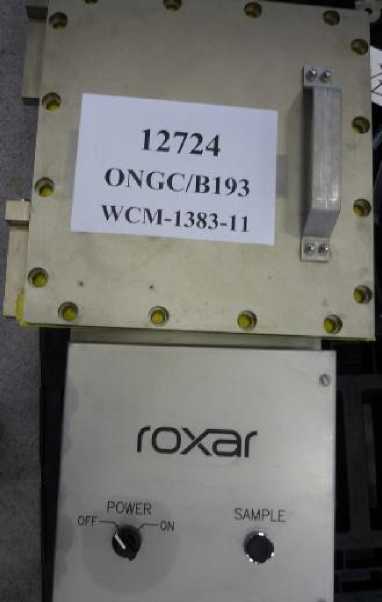 12724
ONGC/B193
WCM-1383-11
roxar
POWER
OFF ON
SAMPLE